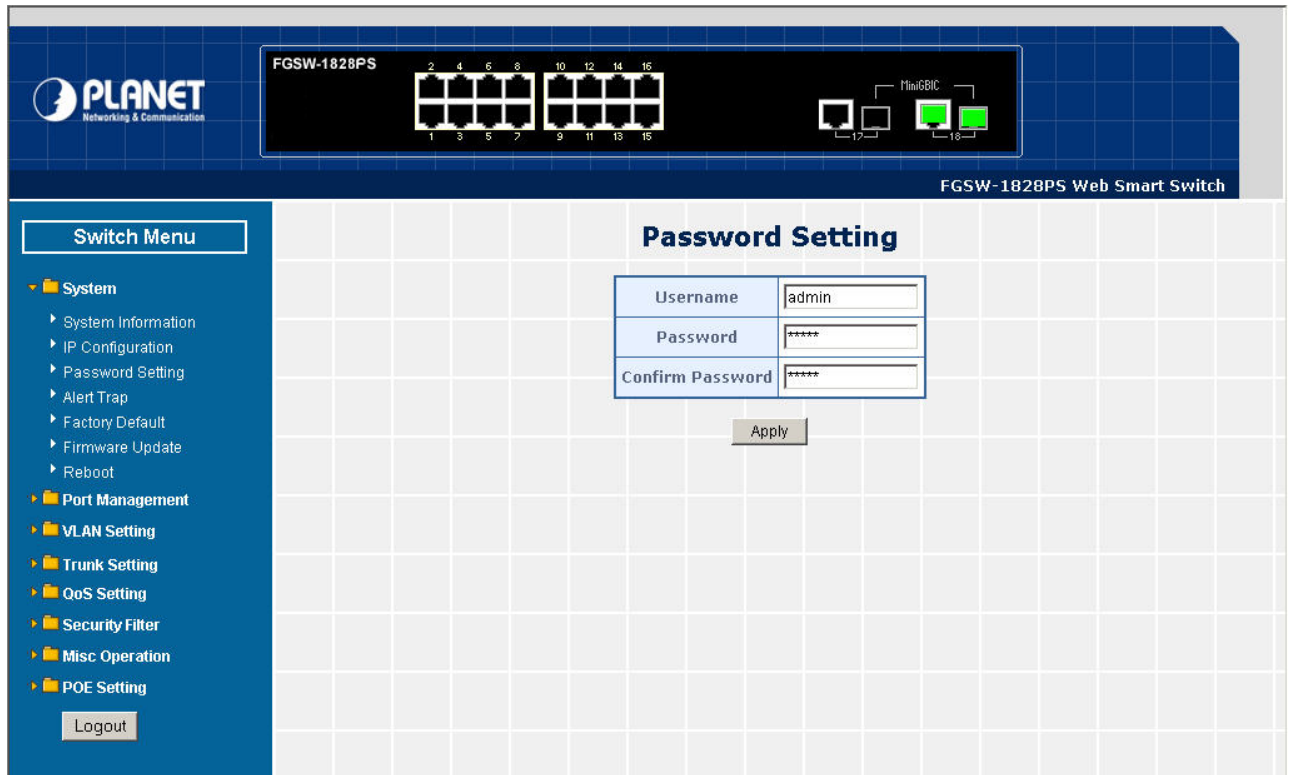 PLANET
Networking & Communication
FGSW-1828PS
2 4 6 8 10 12 14 16
1 3 5 7 9 11 13 15
MiniGBIC
17 18
FGSW-1828PS Web Smart Switch
Switch Menu
System
System Information
IP Configuration
Password Setting
Alert Trap
Factory Default
Firmware Update
Reboot
Port Management
VLAN Setting
Trunk Setting
QoS Setting
Security Filter
Misc Operation
POE Setting
Logout
Password Setting
Username admin
Password *****
Confirm Password *****
Apply